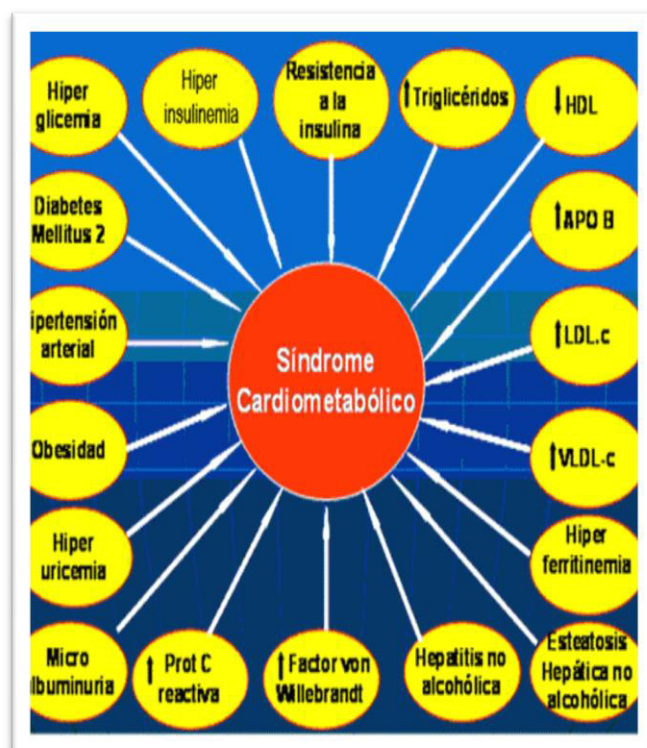 Hiper
glicemia
Hiper
insulinemia
Resistencia
a la
insulina
↑Triglicéridos
↓HDL
Diabetes
Mellitus 2
↑APO B
ipertensión
arterial
↑LDL.c
Síndrome
Cardiometabólico
Obesidad
↑VLDL-c
Hiper
uricemia
Hiper
ferritinemia
Micro
lbuminuria
↑ Prot C
reactiva
↑Factor von
Willebrandt
Hepatitis no
alcohólica
Esteatosis
Hepática no
alcohólica